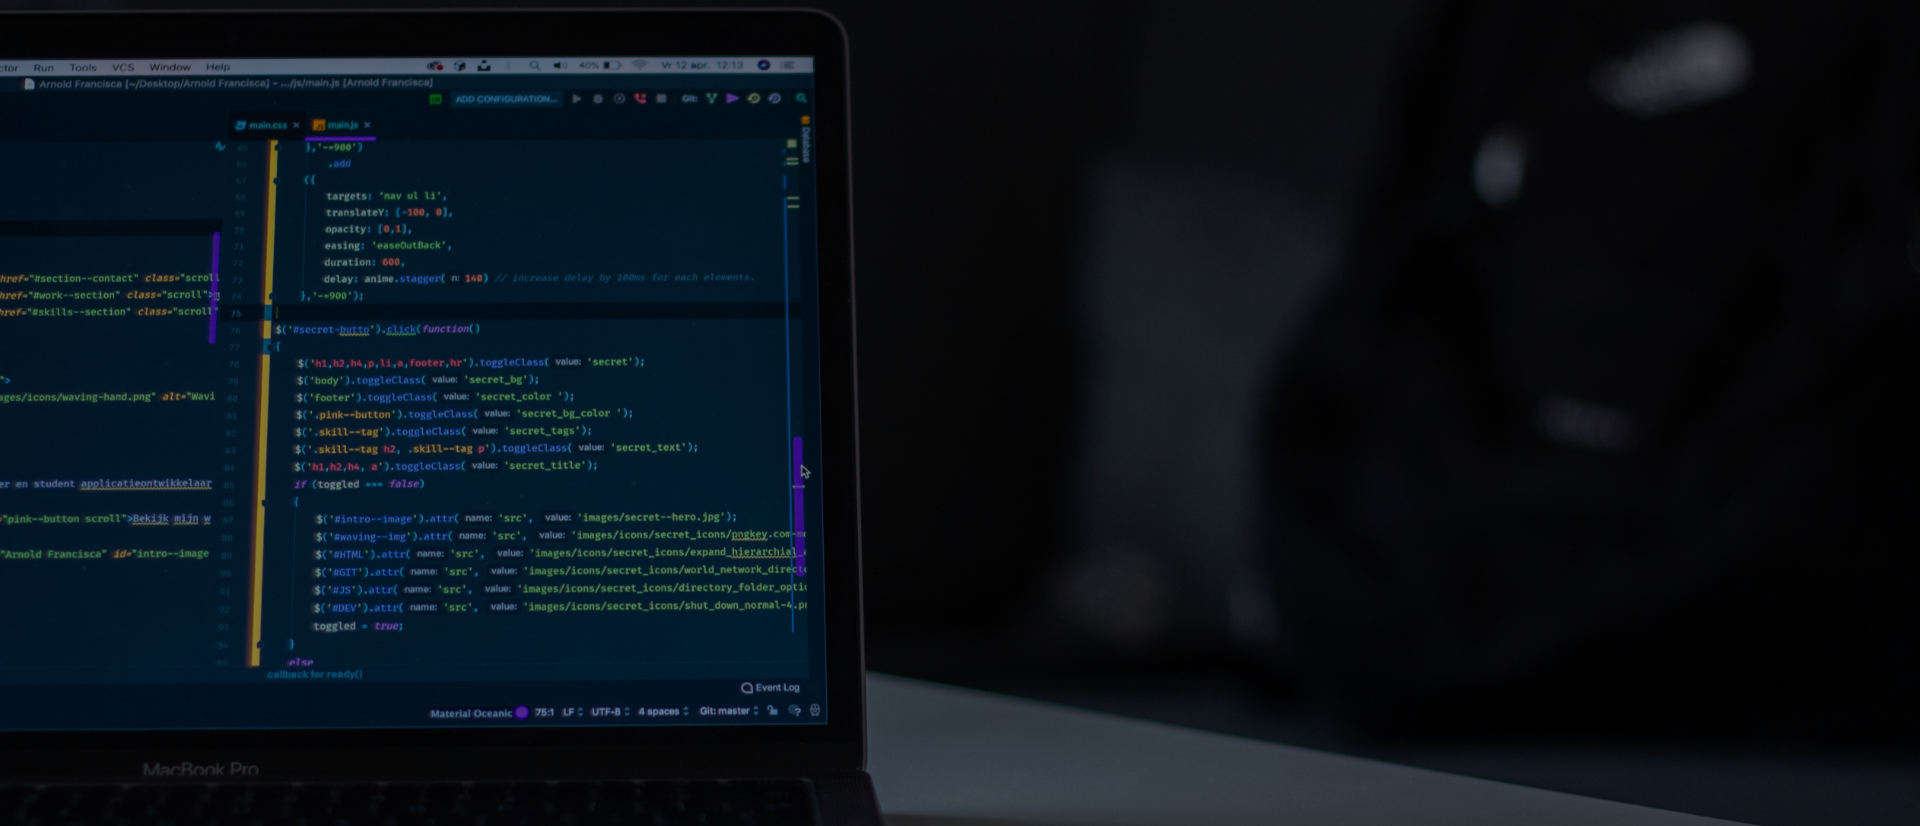 ctor Run Tools VCS Window Help 40% Vr 12 apr. 12:13
Arnold Francisca [~/Desktop/Arnold Francisca] – .../js/main.js [Arnold Francisca]
ADD CONFIGURATION... Git:
main.css × main.js ×
Database
href="#section--contact" class="scroll
href="#work--section" class="scroll">
href="#skills--section" class="scroll"
">
ages/icons/waving-hand.png" alt="Wavi
er en student applicatieontwikkelaar
="pink--button scroll">Bekijk mijn w
"Arnold Francisca" id="intro--image
65 },'-=900')
66 .add
67 ({
68 targets: 'nav ul li',
69 translateY: [-100, 0],
70 opacity: [0,1],
71 easing: 'easeOutBack',
72 duration: 600,
73 delay: anime.stagger( n: 140) // increase delay by 100ms for each elements.
74 },'-=900');
75
76 $('#secret-butto').click(function()
77 {
78 $('h1,h2,h4,p,li,a,footer,hr').toggleClass( value: 'secret');
79 $('body').toggleClass( value: 'secret_bg');
80 $('footer').toggleClass( value: 'secret_color ');
81 $('.pink--button').toggleClass( value: 'secret_bg_color ');
82 $('.skill--tag').toggleClass( value: 'secret_tags');
83 $('.skill--tag h2, .skill--tag p').toggleClass( value: 'secret_text');
84 $('h1,h2,h4, a').toggleClass( value: 'secret_title');
85 if (toggled === false)
86 {
87 $('#intro--image').attr( name: 'src', value: 'images/secret--hero.jpg');
88 $('#waving--img').attr( name: 'src', value: 'images/icons/secret_icons/pngkey.com-m
89 $('#HTML').attr( name: 'src', value: 'images/icons/secret_icons/expand_hierarchial_
90 $('#GIT').attr( name: 'src', value: 'images/icons/secret_icons/world_network_directo
91 $('#JS').attr( name: 'src', value: 'images/icons/secret_icons/directory_folder_optio
92 $('#DEV').attr( name: 'src', value: 'images/icons/secret_icons/shut_down_normal-4.pn
93 toggled = true;
94 }
95 else
callback for ready()
Event Log
Material Oceanic 75:1 LF UTF-8 4 spaces Git: master
MacBook Pro